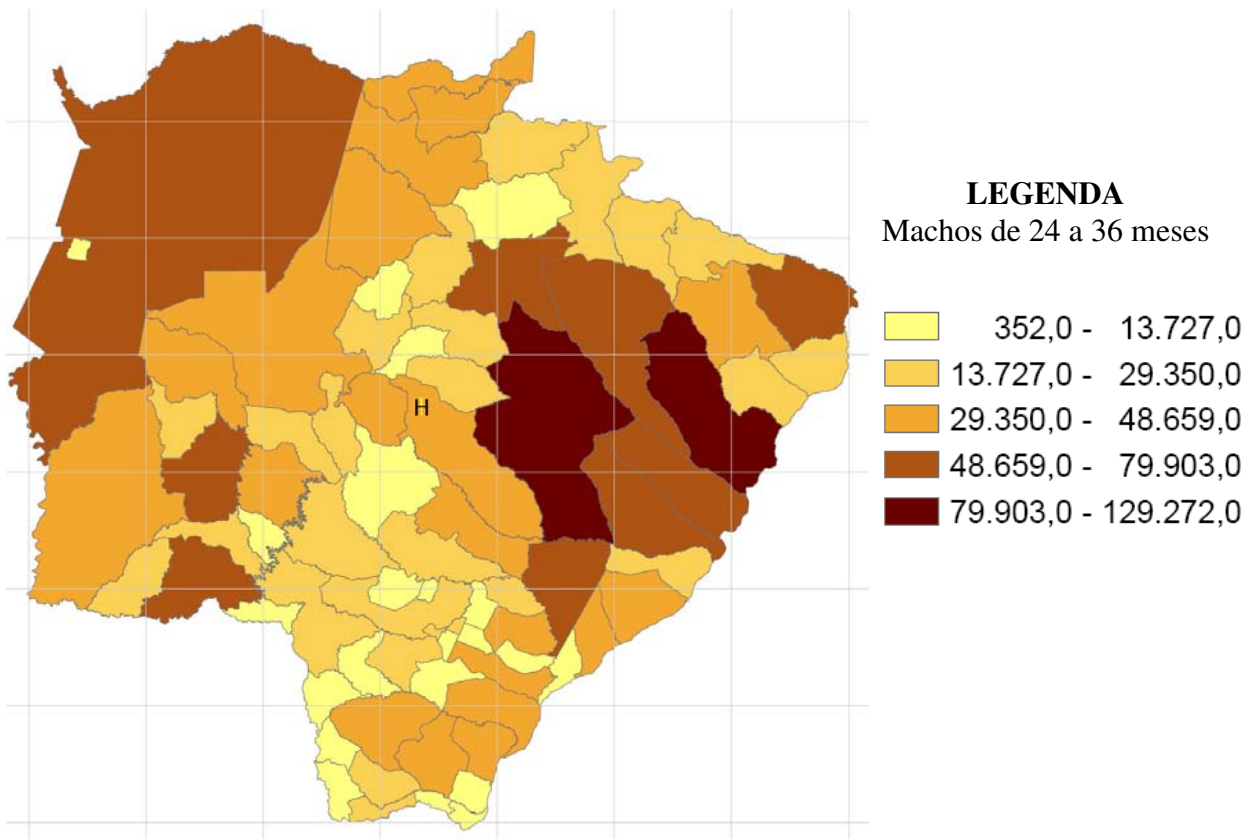 H
LEGENDA
Machos de 24 a 36 meses
352,0 - 13.727,0
13.727,0 - 29.350,0
29.350,0 - 48.659,0
48.659,0 - 79.903,0
79.903,0 - 129.272,0